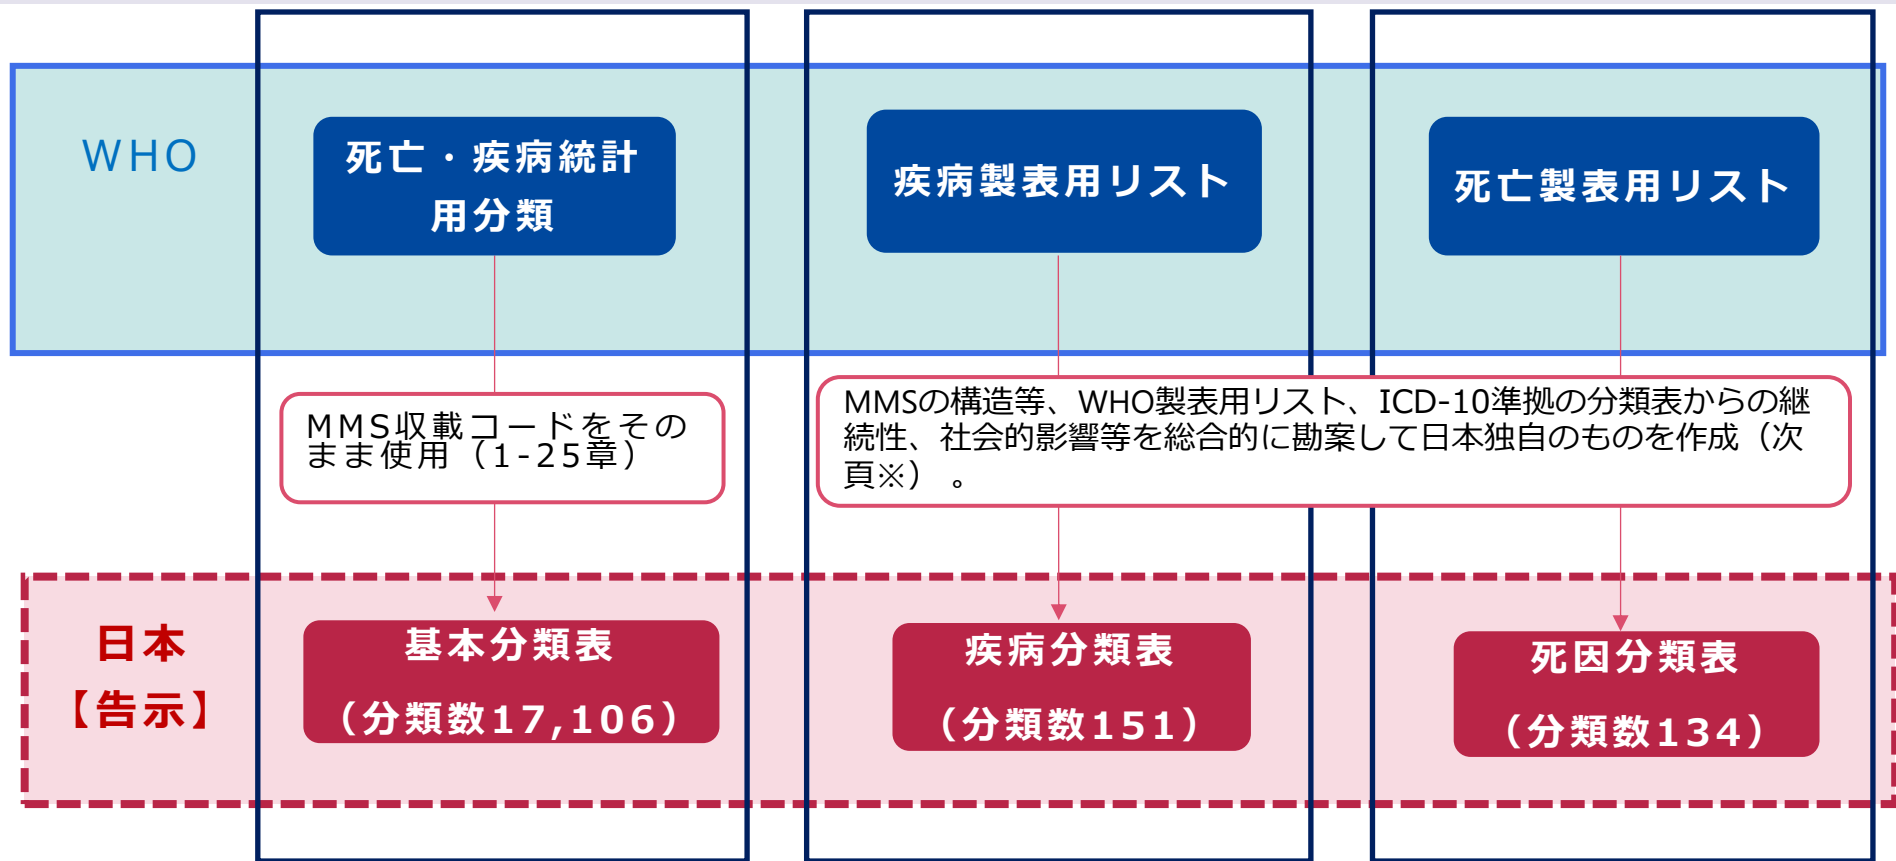 WHO
死亡・疾病統計
用分類
疾病製表用リスト
死亡製表用リスト
MMS収載コードをその
まま使用（1-25章）
MMSの構造等、WHO製表用リスト、ICD-10準拠の分類表からの継
続性、社会的影響等を総合的に勘案して日本独自のものを作成（次
頁※） 。
日本
【告示】
基本分類表
（分類数17,106）
疾病分類表
（分類数151）
死因分類表
（分類数134）